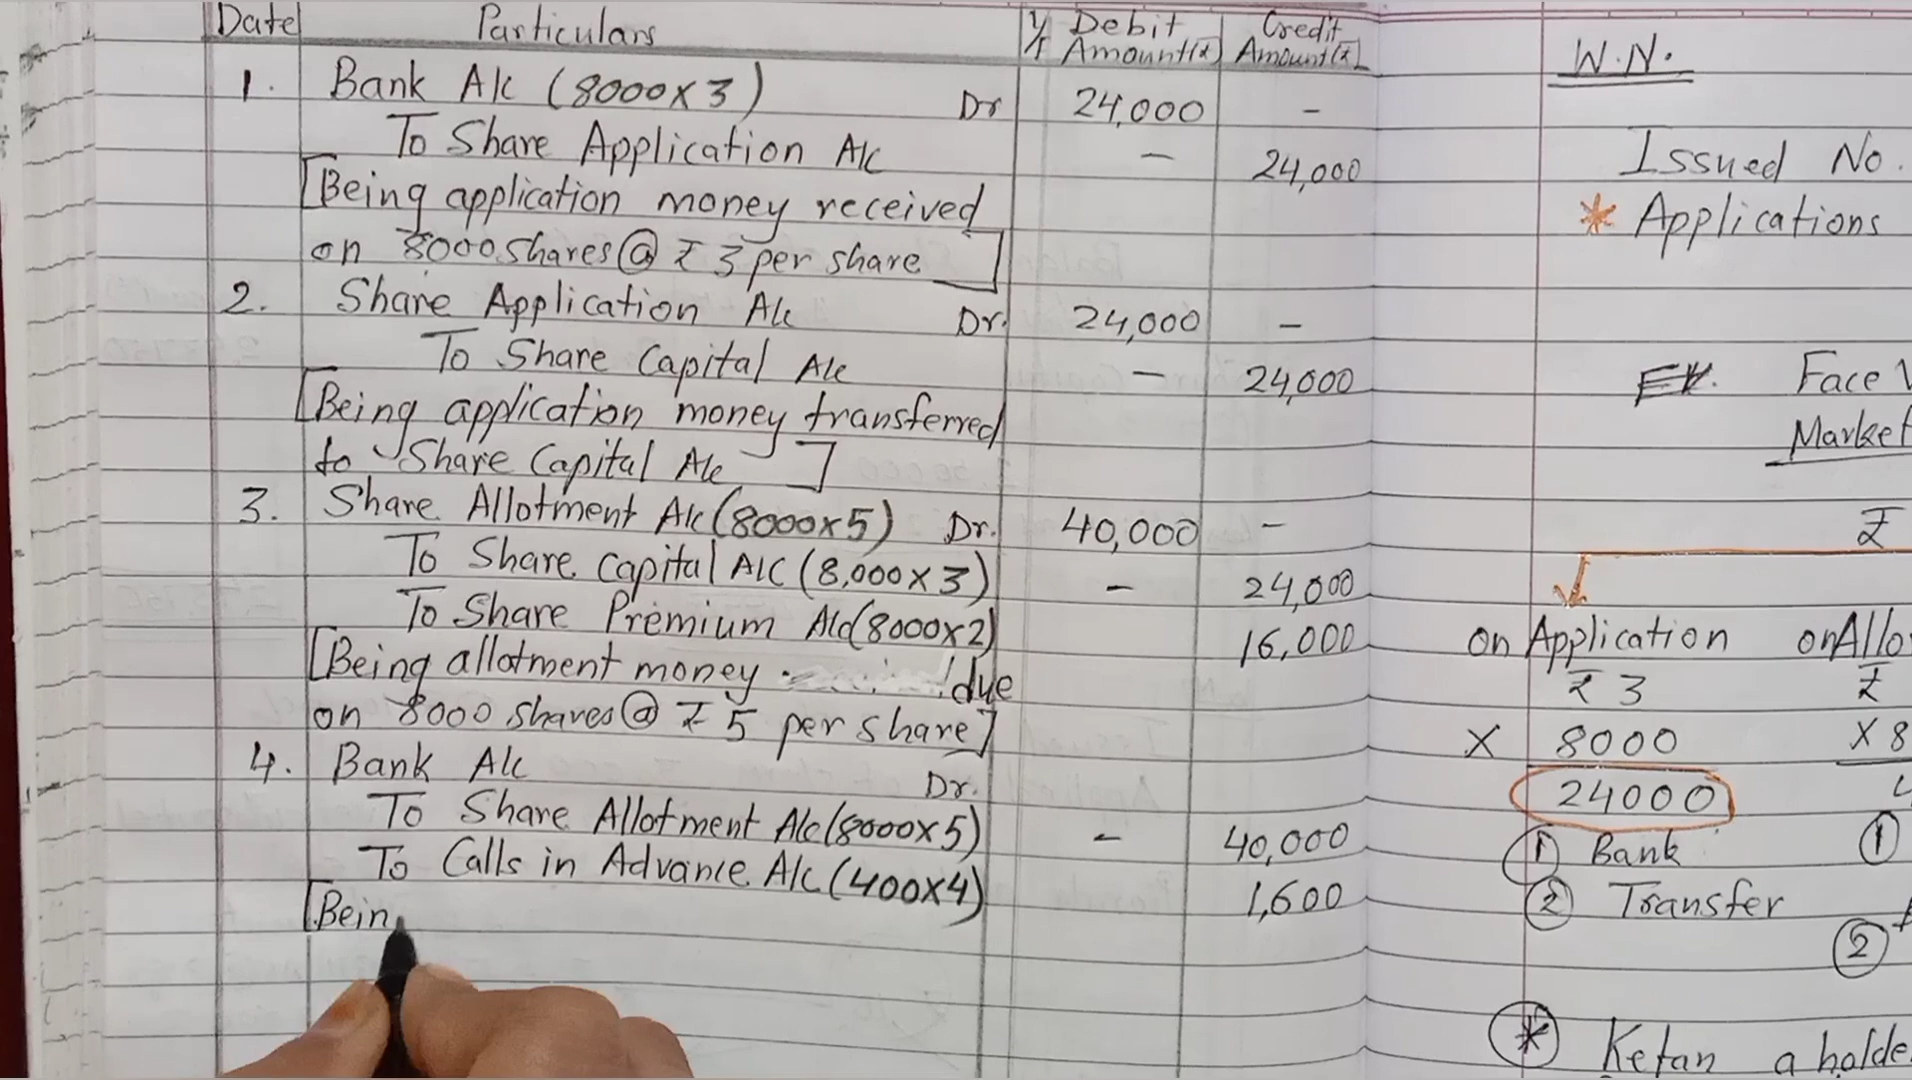 Date Particulars L/F Debit Amount(₹) Credit Amount(₹)
1. Bank A/c (8000×3) Dr 24,000 -
To Share Application A/c - 24,000
[Being application money received
on 8000 shares @ ₹ 3 per share]
2. Share Application A/c Dr. 24,000 -
To Share Capital A/c - 24,000
[Being application money transferred
to Share Capital A/c]
3. Share Allotment A/c (8000×5) Dr. 40,000 -
To Share Capital A/C (8,000×3) - 24,000
To Share Premium A/c (8000×2) 16,000
[Being allotment money due
on 8000 shares @ ₹ 5 per share]
4. Bank A/c Dr.
To Share Allotment A/c (8000×5) - 40,000
To Calls in Advance A/c (400×4) 1,600
[Bein
W.N.
Issued No.
* Applications
Face V
Market
₹
on Application on Allo
₹ 3 ₹
× 8000 × 8
24000 4
① Bank ①
② Transfer
②
* Ketan a holde